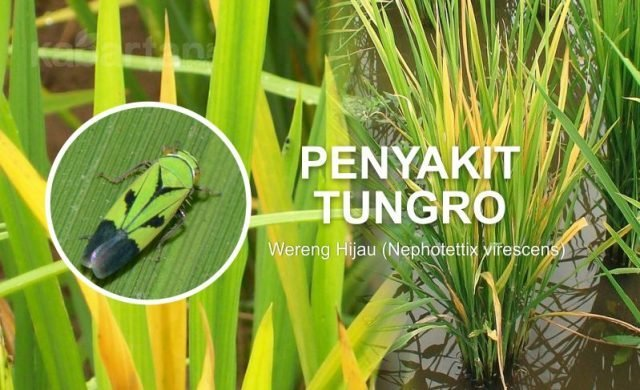 PENYAKIT
TUNGRO
Wereng Hijau (Nephotettix virescens)